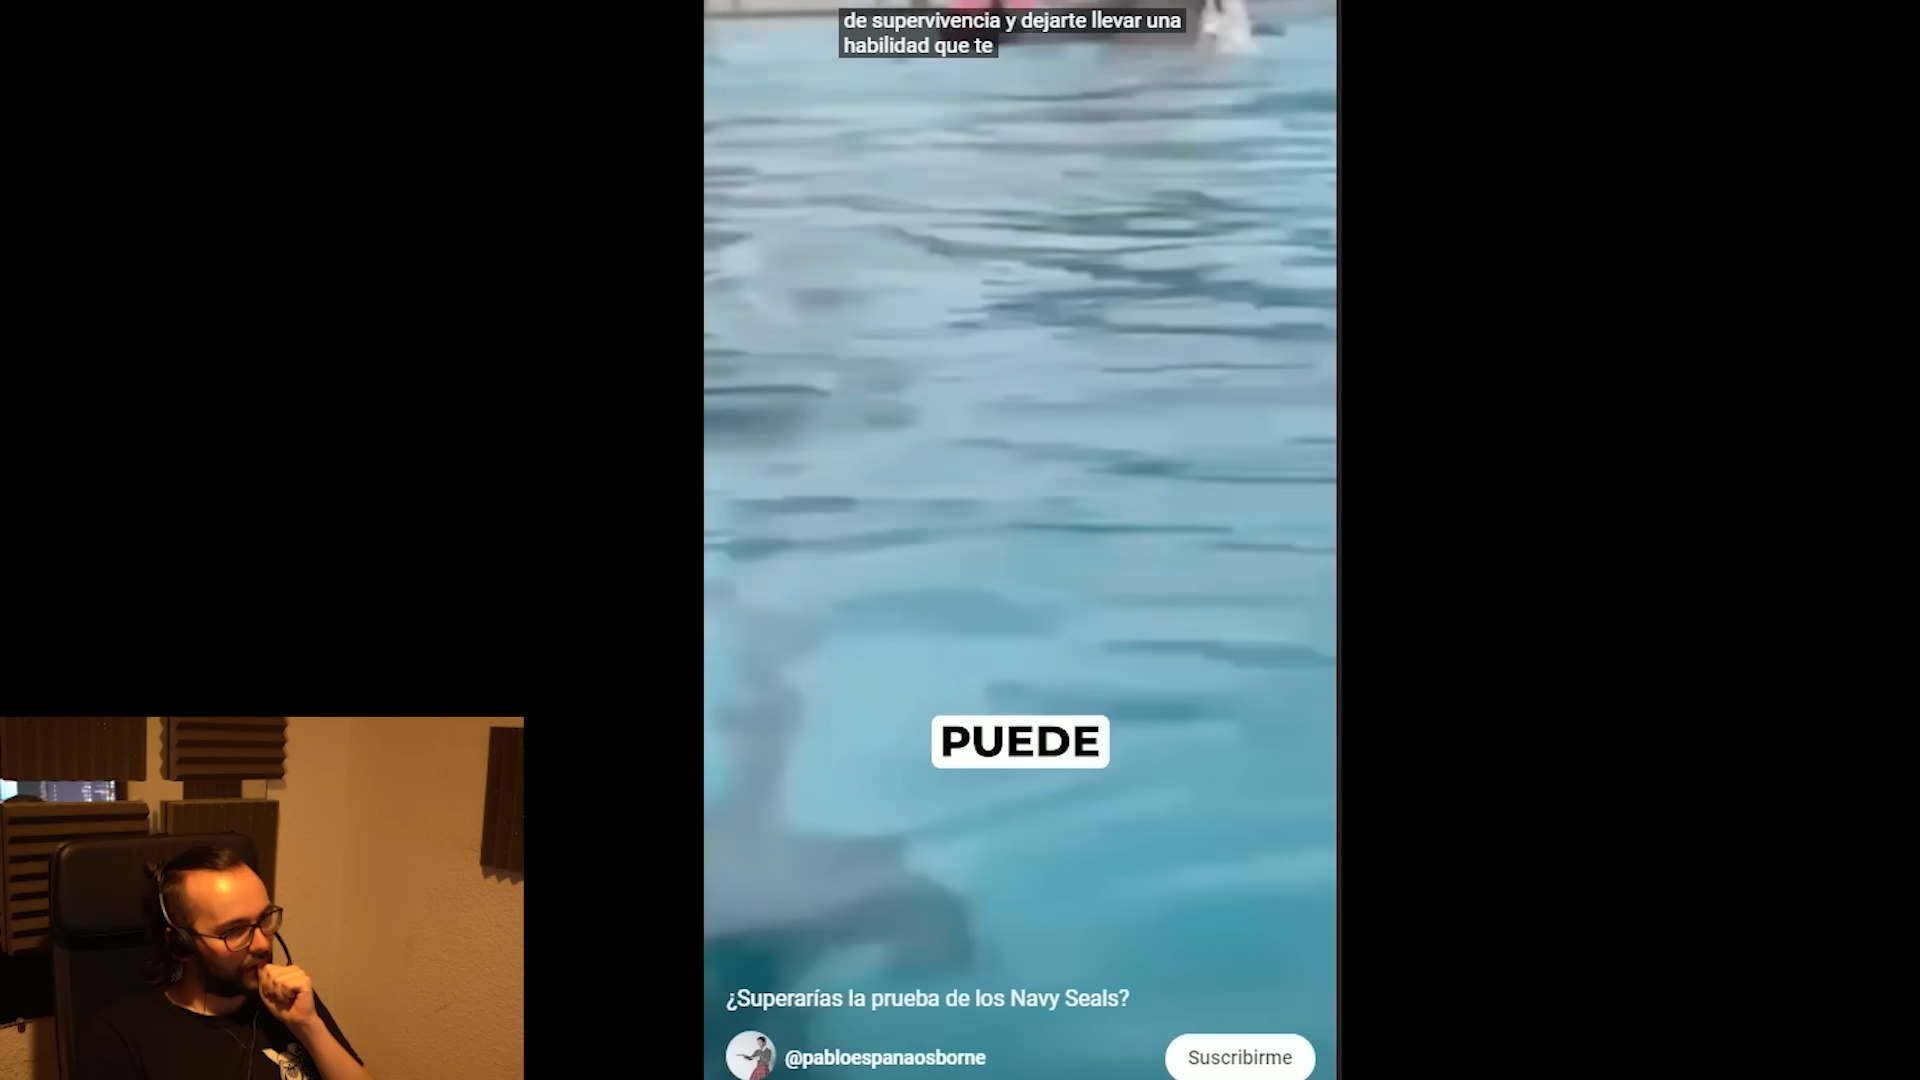 de supervivencia y dejarte llevar una
habilidad que te
PUEDE
¿Superarías la prueba de los Navy Seals?
@pabloespanaosborne
Suscribirme